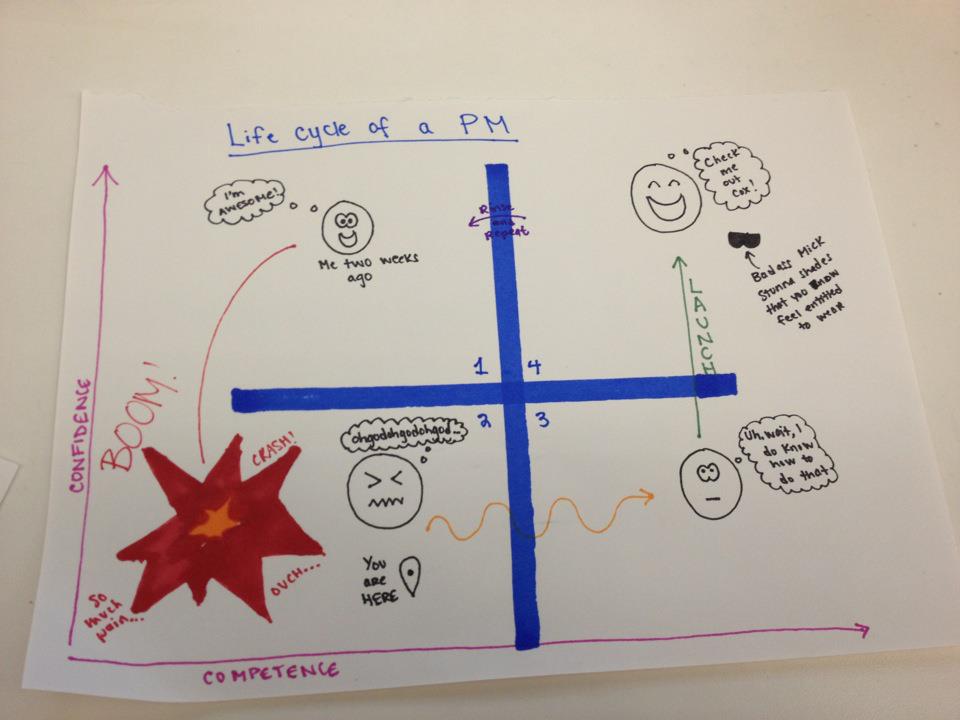 Life cycle of a PM
I'm
AWESOME!
Me two weeks
ago
Rinse
and
Repeat
Check
me
out
Cox!
Badass Mick
Stunna shades
that you know
feel entitled
to wear
LAUNCH
1
4
2
3
CONFIDENCE
BOOM!
CRASH!
OUCH...
So
much
pain...
ohgodohgodohgod...
You
are
HERE
Uh, wait, I
do know
how to
do that
COMPETENCE